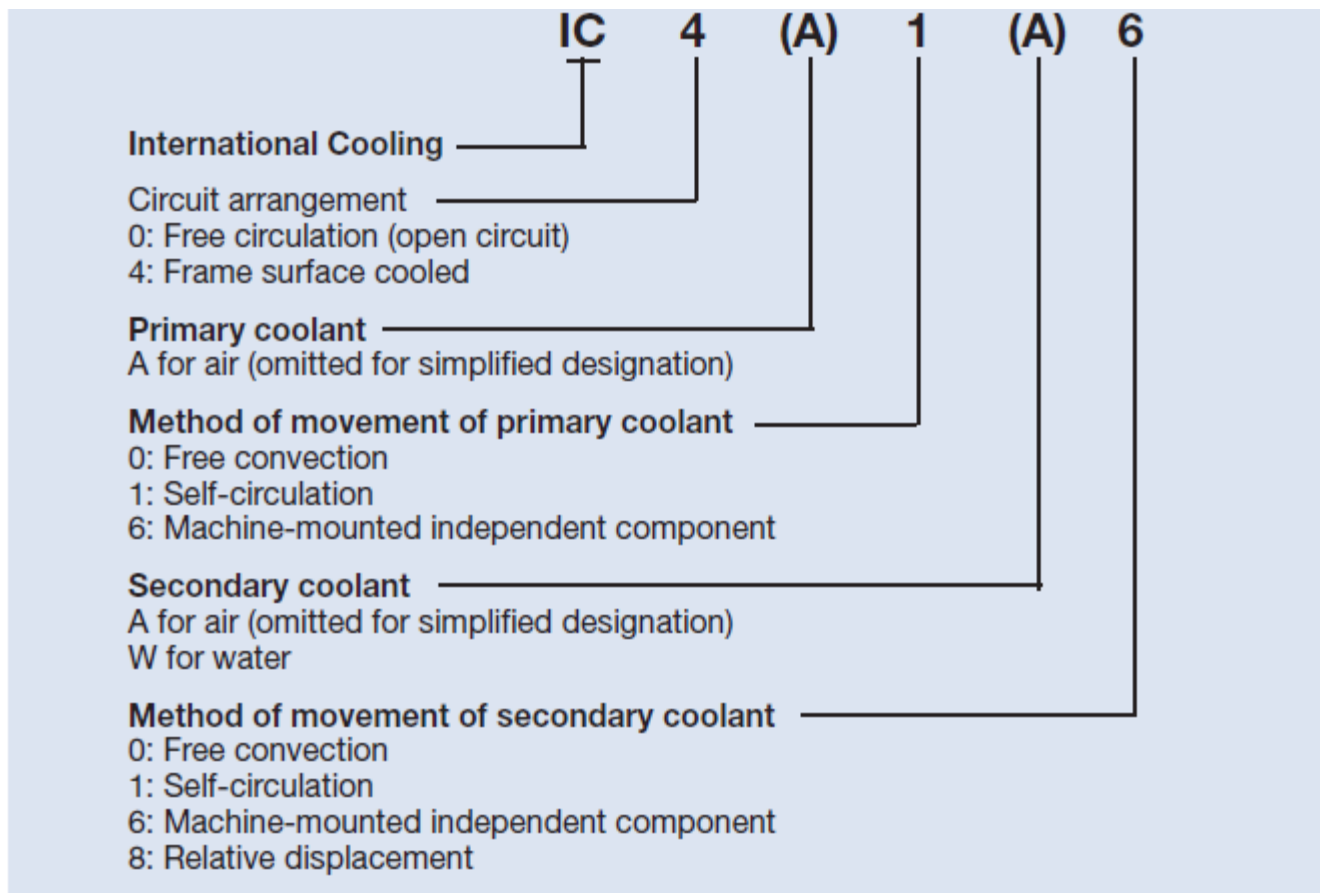 IC 4 (A) 1 (A) 6
International Cooling
Circuit arrangement
0: Free circulation (open circuit)
4: Frame surface cooled
Primary coolant
A for air (omitted for simplified designation)
Method of movement of primary coolant
0: Free convection
1: Self-circulation
6: Machine-mounted independent component
Secondary coolant
A for air (omitted for simplified designation)
W for water
Method of movement of secondary coolant
0: Free convection
1: Self-circulation
6: Machine-mounted independent component
8: Relative displacement